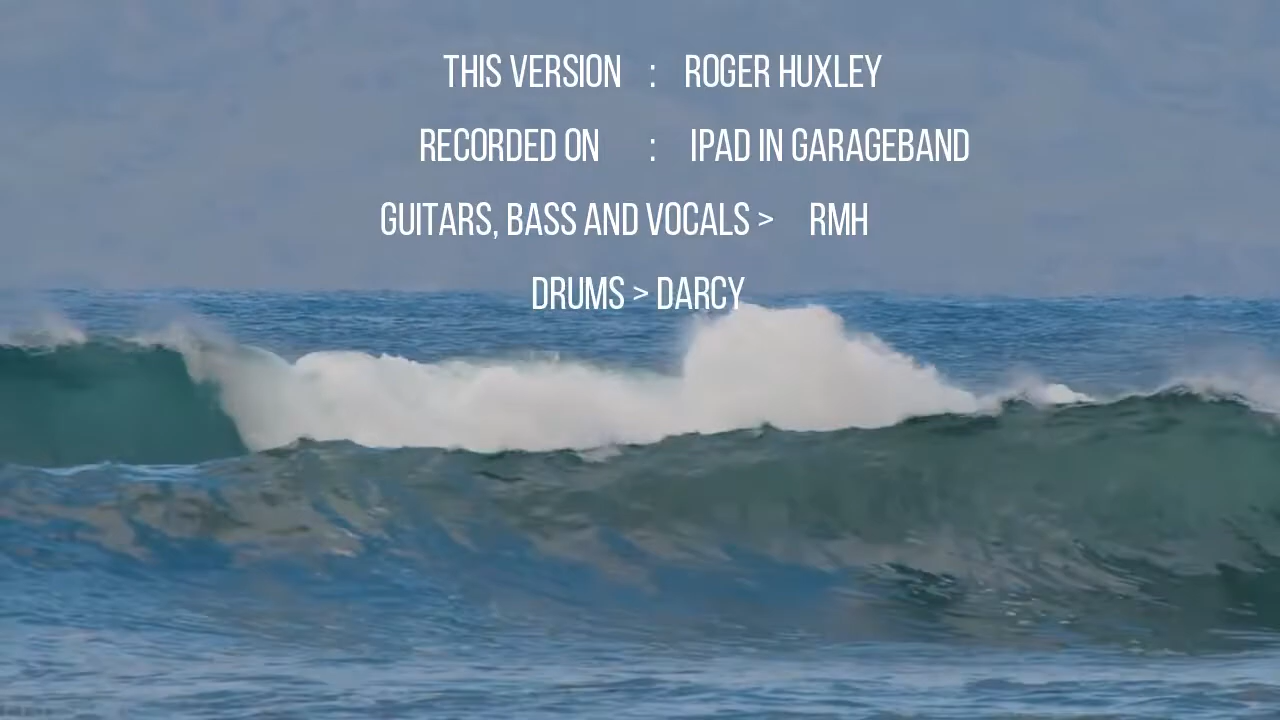 THIS VERSION : ROGER HUXLEY
RECORDED ON : IPAD IN GARAGEBAND
GUITARS, BASS AND VOCALS > RMH
DRUMS > DARCY